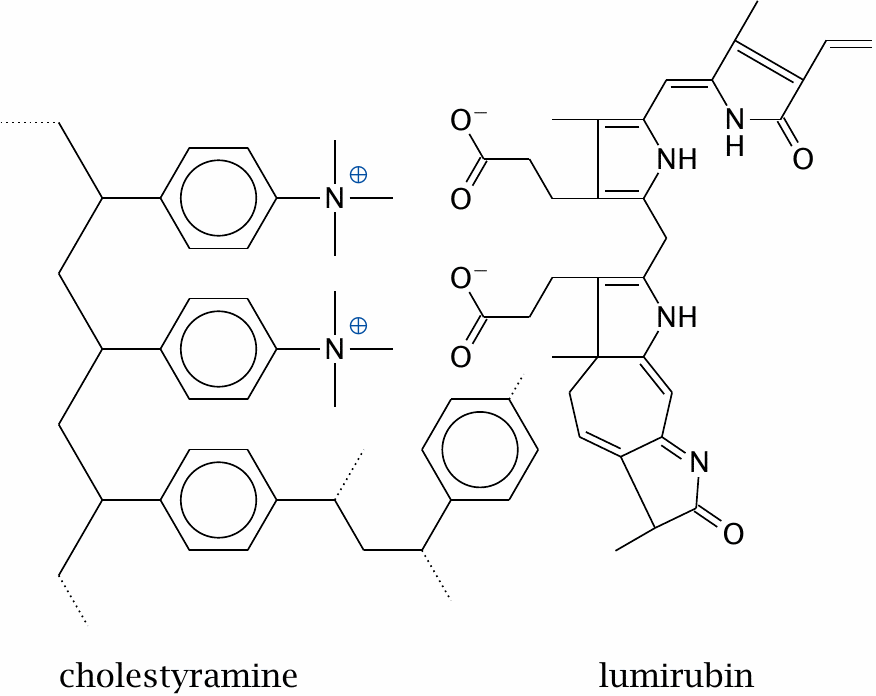 O⁻
O
NH
N
H
O
N⊕
O⁻
O
NH
N⊕
N
O
cholestyramine lumirubin